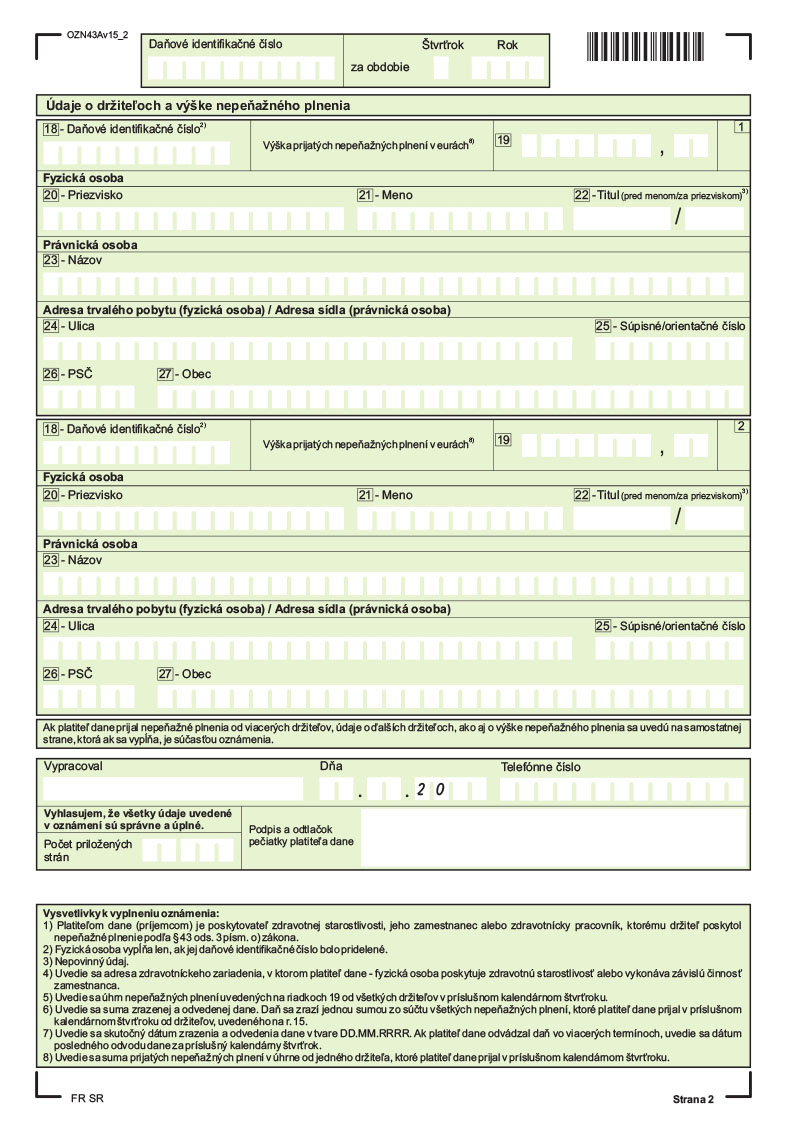 OZN43Av15_2
Daňové identifikačné číslo
Štvrťrok Rok
za obdobie
Údaje o držiteľoch a výške nepeňažného plnenia
18 - Daňové identifikačné číslo2)
Výška prijatých nepeňažných plnení v eurách8)
19 ,
1
Fyzická osoba
20 - Priezvisko 21 - Meno 22 - Titul (pred menom/za priezviskom)3)
/
Právnická osoba
23 - Názov
Adresa trvalého pobytu (fyzická osoba) / Adresa sídla (právnická osoba)
24 - Ulica 25 - Súpisné/orientačné číslo
26 - PSČ 27 - Obec
18 - Daňové identifikačné číslo2)
Výška prijatých nepeňažných plnení v eurách8)
19 ,
2
Fyzická osoba
20 - Priezvisko 21 - Meno 22 - Titul (pred menom/za priezviskom)3)
/
Právnická osoba
23 - Názov
Adresa trvalého pobytu (fyzická osoba) / Adresa sídla (právnická osoba)
24 - Ulica 25 - Súpisné/orientačné číslo
26 - PSČ 27 - Obec
Ak platiteľ dane prijal nepeňažné plnenia od viacerých držiteľov, údaje o ďalších držiteľoch, ako aj o výške nepeňažného plnenia sa uvedú na samostatnej
strane, ktorá ak sa vypĺňa, je súčasťou oznámenia.
Vypracoval Dňa Telefónne číslo
. . 2 0
Vyhlasujem, že všetky údaje uvedené
v oznámení sú správne a úplné.
Počet priložených
strán
Podpis a odtlačok
pečiatky platiteľa dane
Vysvetlivky k vyplneniu oznámenia:
1) Platiteľom dane (príjemcom) je poskytovateľ zdravotnej starostlivosti, jeho zamestnanec alebo zdravotnícky pracovník, ktorému držiteľ poskytol
nepeňažné plnenie podľa § 43 ods. 3 písm. o) zákona.
2) Fyzická osoba vypĺňa len, ak jej daňové identifikačné číslo bolo pridelené.
3) Nepovinný údaj.
4) Uvedie sa adresa zdravotníckeho zariadenia, v ktorom platiteľ dane - fyzická osoba poskytuje zdravotnú starostlivosť alebo vykonáva závislú činnosť
zamestnanca.
5) Uvedie sa úhrn nepeňažných plnení uvedených na riadkoch 19 od všetkých držiteľov v príslušnom kalendárnom štvrťroku.
6) Uvedie sa suma zrazenej a odvedenej dane. Daň sa zrazí jednou sumou zo súčtu všetkých nepeňažných plnení, ktoré platiteľ dane prijal v príslušnom
kalendárnom štvrťroku od držiteľov, uvedeného na r. 15.
7) Uvedie sa skutočný dátum zrazenia a odvedenia dane v tvare DD.MM.RRRR. Ak platiteľ dane odvádzal daň vo viacerých termínoch, uvedie sa dátum
posledného odvodu dane za príslušný kalendárny štvrťrok.
8) Uvedie sa suma prijatých nepeňažných plnení v úhrne od jedného držiteľa, ktoré platiteľ dane prijal v príslušnom kalendárnom štvrťroku.
FR SR
Strana 2